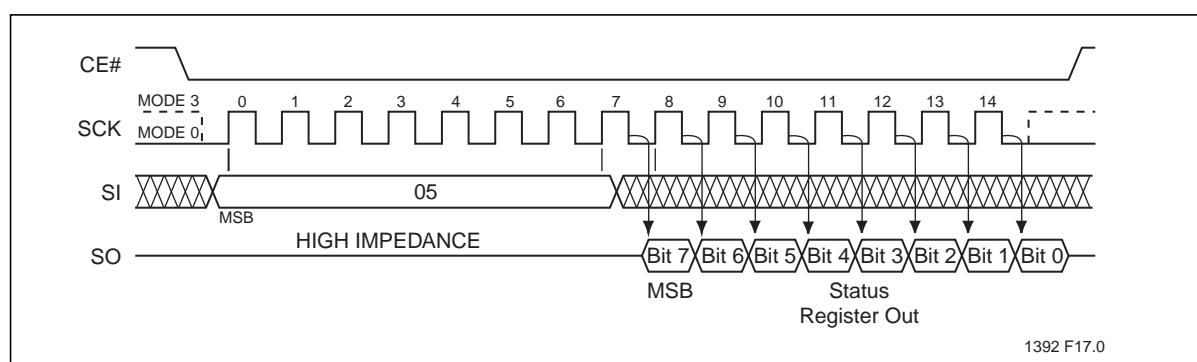 CE#
MODE 3
0 1 2 3 4 5 6 7 8 9 10 11 12 13 14
SCK
MODE 0
SI
05
MSB
HIGH IMPEDANCE
SO
Bit 7 Bit 6 Bit 5 Bit 4 Bit 3 Bit 2 Bit 1 Bit 0
MSB
Status
Register Out
1392 F17.0